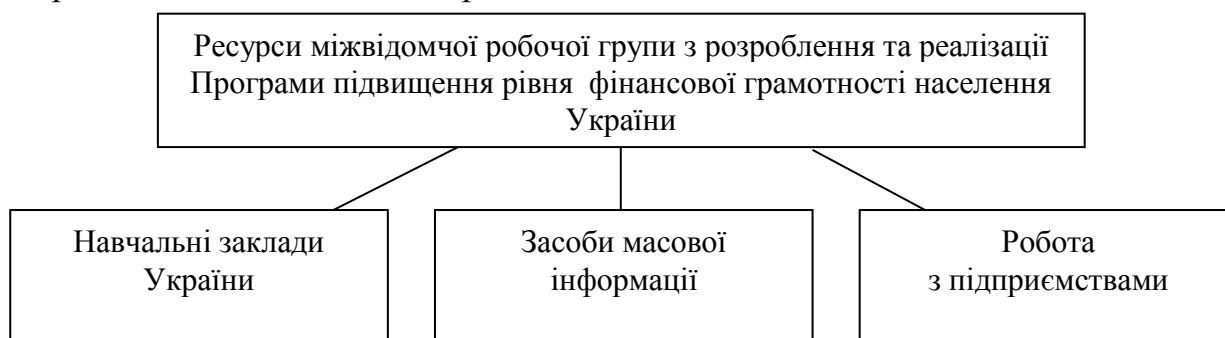 Ресурси міжвідомчої робочої групи з розроблення та реалізації
Програми підвищення рівня фінансової грамотності населення
України
Навчальні заклади
України
Засоби масової
інформації
Робота
з підприємствами